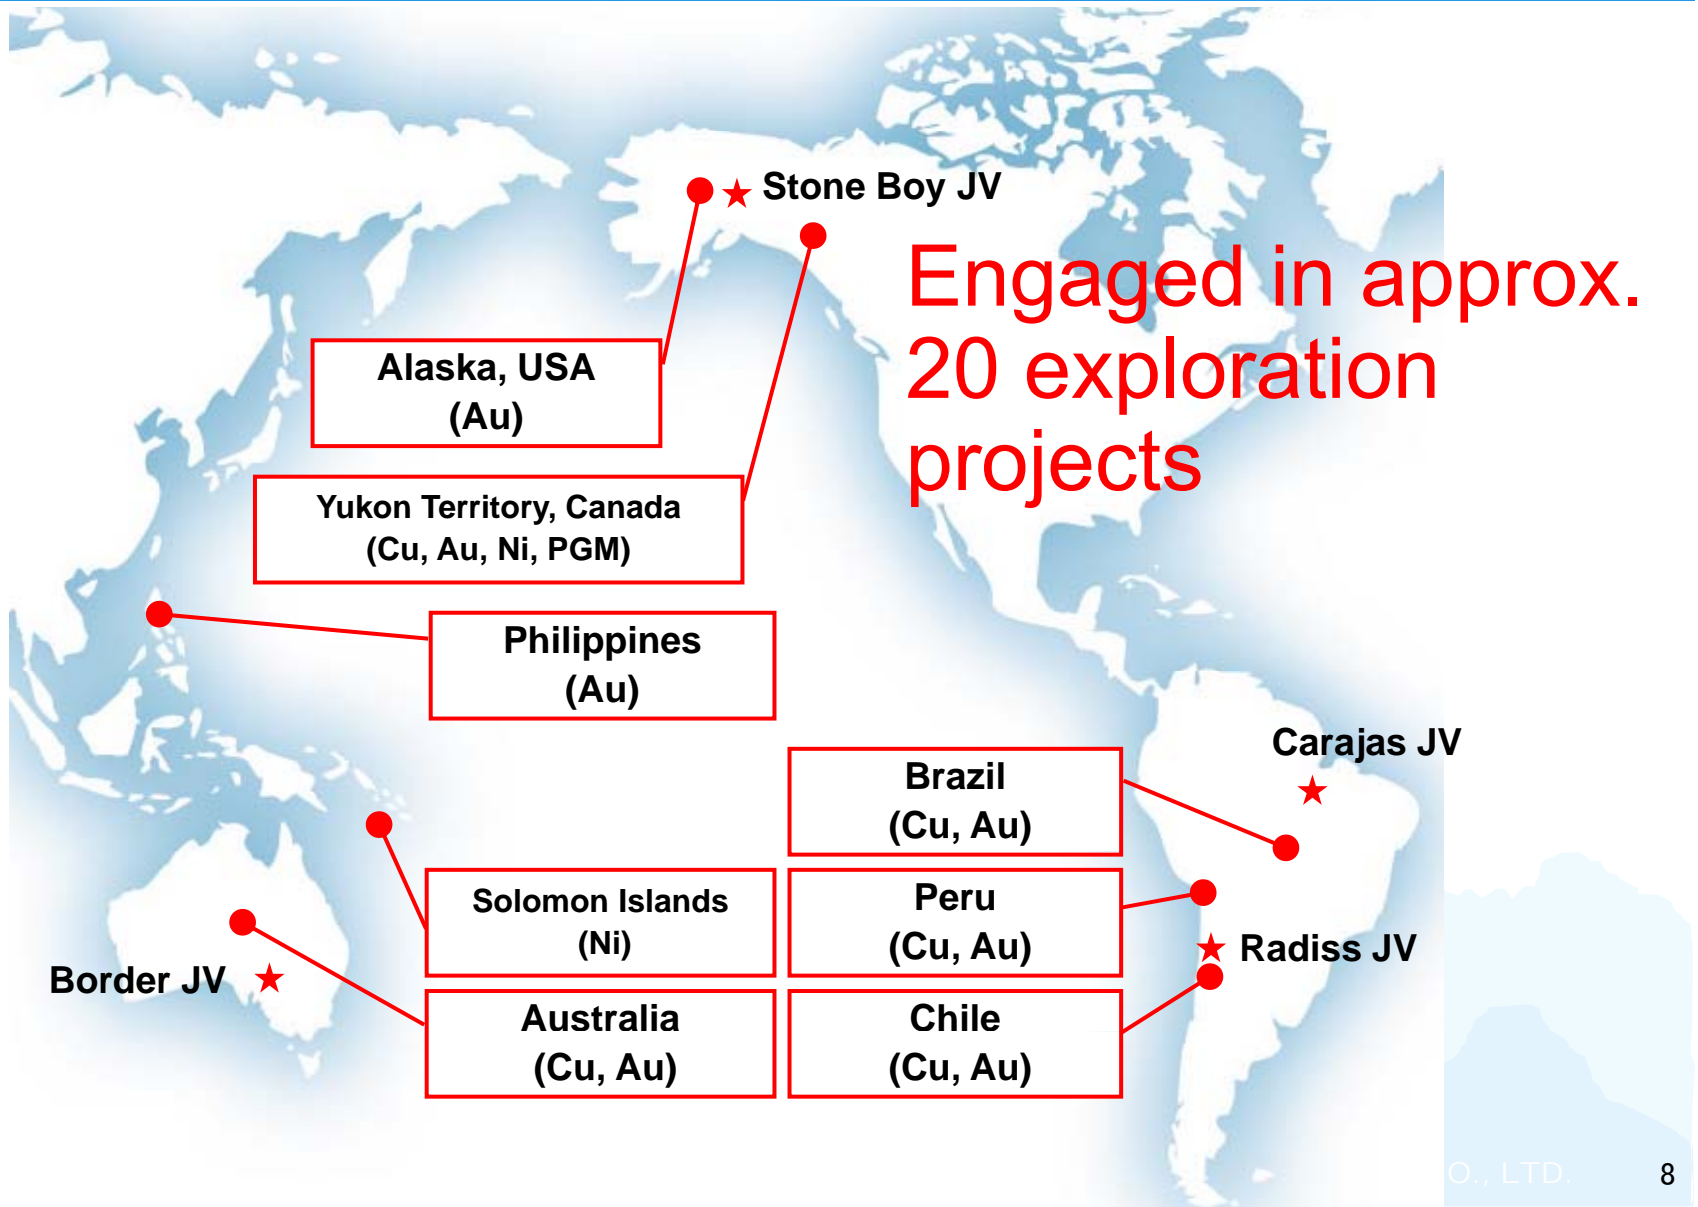 Stone Boy JV
Engaged in approx.
20 exploration
projects
Alaska, USA
(Au)
Yukon Territory, Canada
(Cu, Au, Ni, PGM)
Philippines
(Au)
Carajas JV
Brazil
(Cu, Au)
Solomon Islands
(Ni)
Peru
(Cu, Au)
Radiss JV
Border JV
Australia
(Cu, Au)
Chile
(Cu, Au)
O., LTD.
8